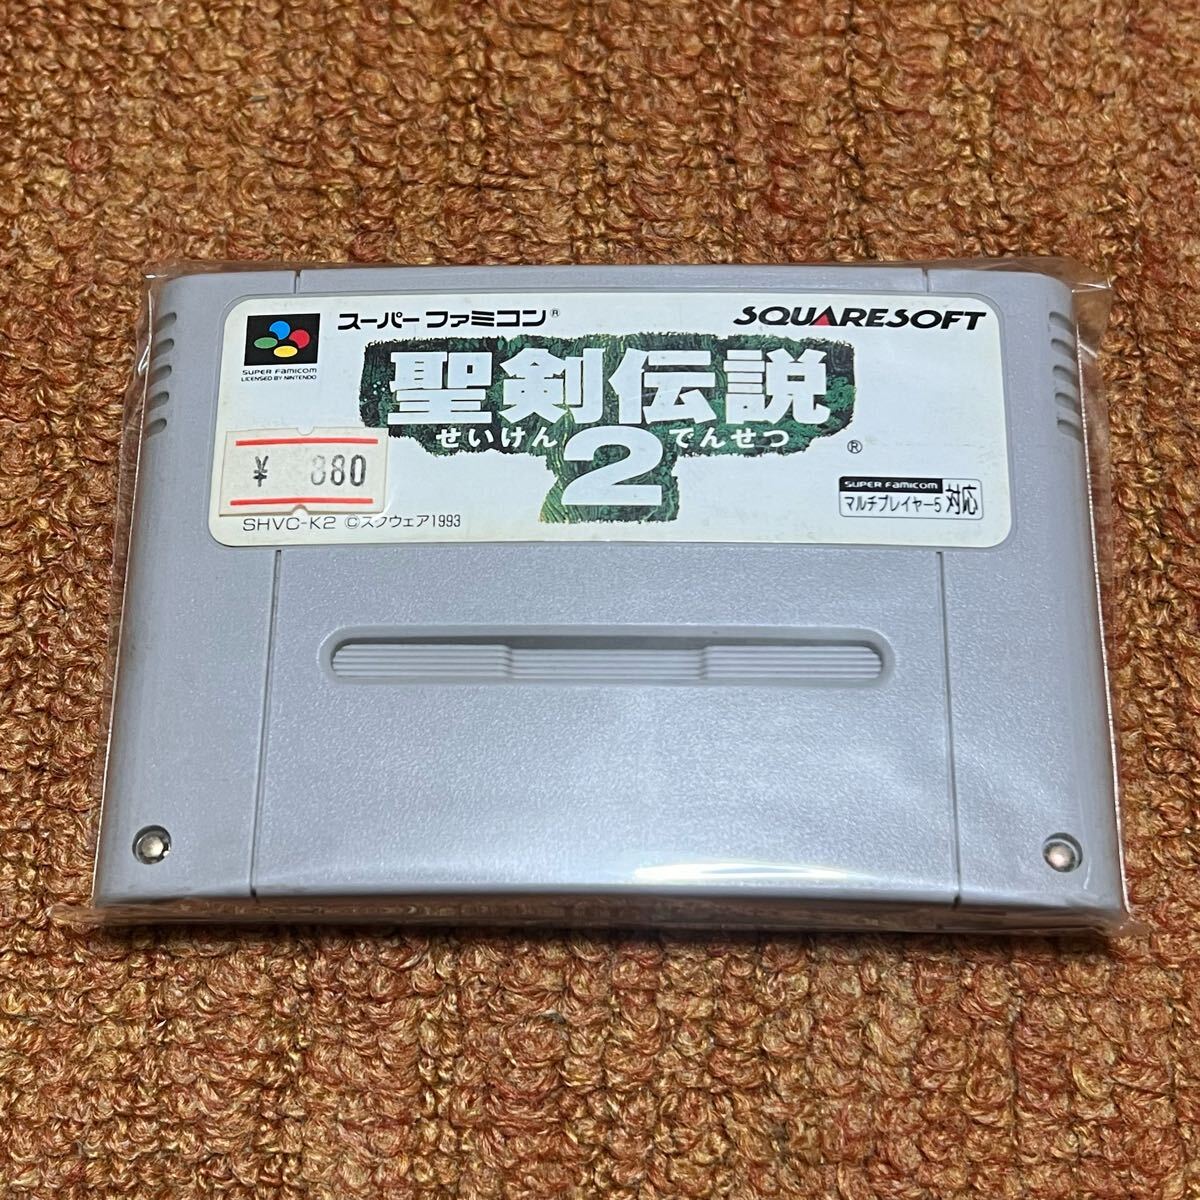 スーパーファミコン®
SQUARESOFT
SUPER FAMICOM
LICENSED BY NINTENDO
聖剣伝説
せいけん でんせつ
2
®
¥ 880
SUPER FAMICOM
マルチプレイヤー5 対応
SHVC-K2 ©スクウェア1993